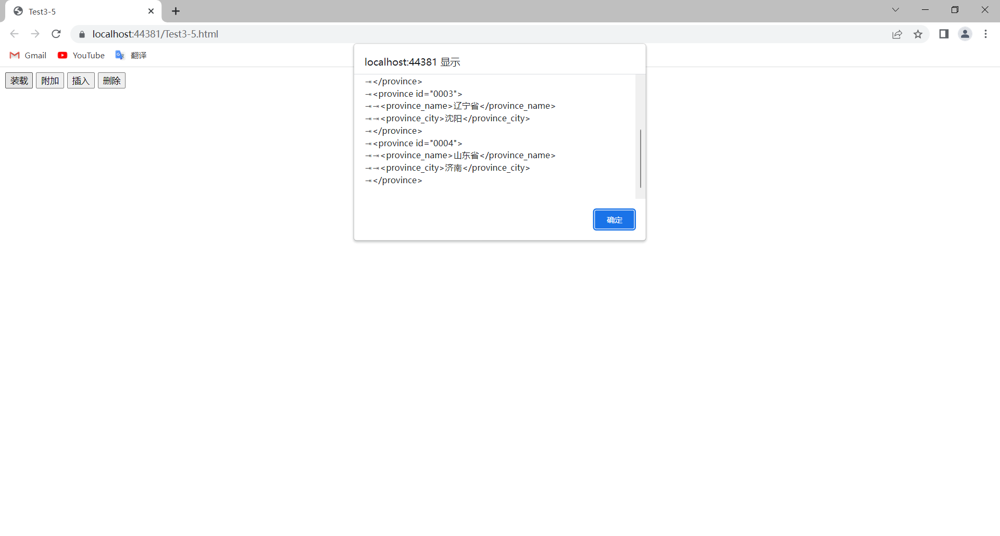 Test3-5
localhost:44381/Test3-5.html
Gmail YouTube 翻译
localhost:44381 显示
装载 附加 插入 删除
⇥</province>
⇥<province id="0003">
⇥⇥<province_name>辽宁省</province_name>
⇥⇥<province_city>沈阳</province_city>
⇥</province>
⇥<province id="0004">
⇥⇥<province_name>山东省</province_name>
⇥⇥<province_city>济南</province_city>
⇥</province>
确定